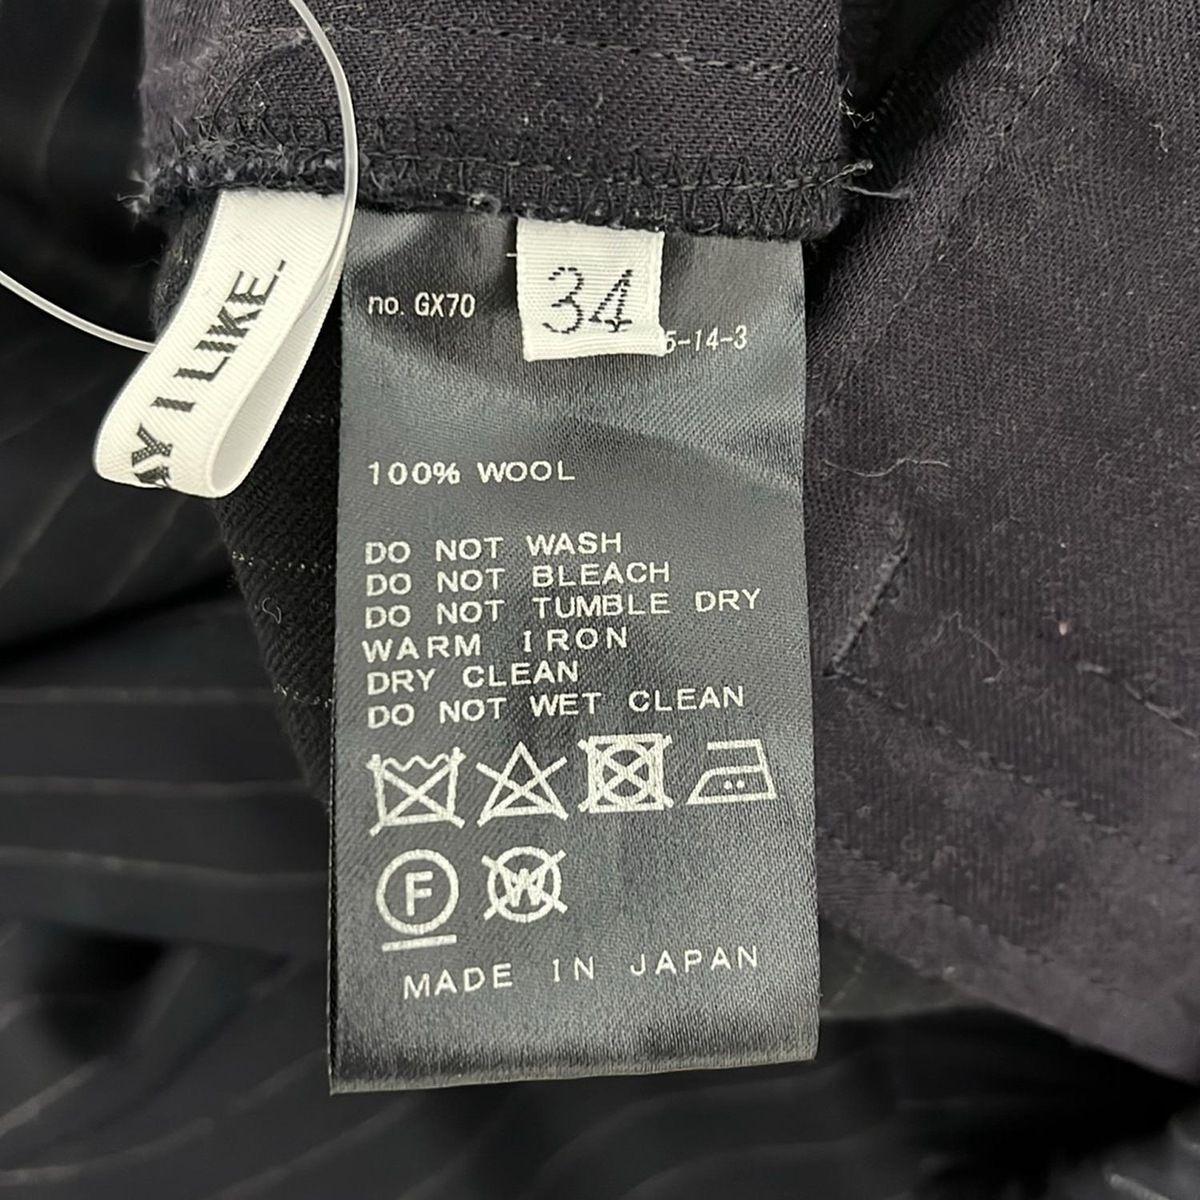 AY I LIKE.
no. GX70
34
5-14-3
100% WOOL
DO NOT WASH
DO NOT BLEACH
DO NOT TUMBLE DRY
WARM IRON
DRY CLEAN
DO NOT WET CLEAN
F
W
MADE IN JAPAN